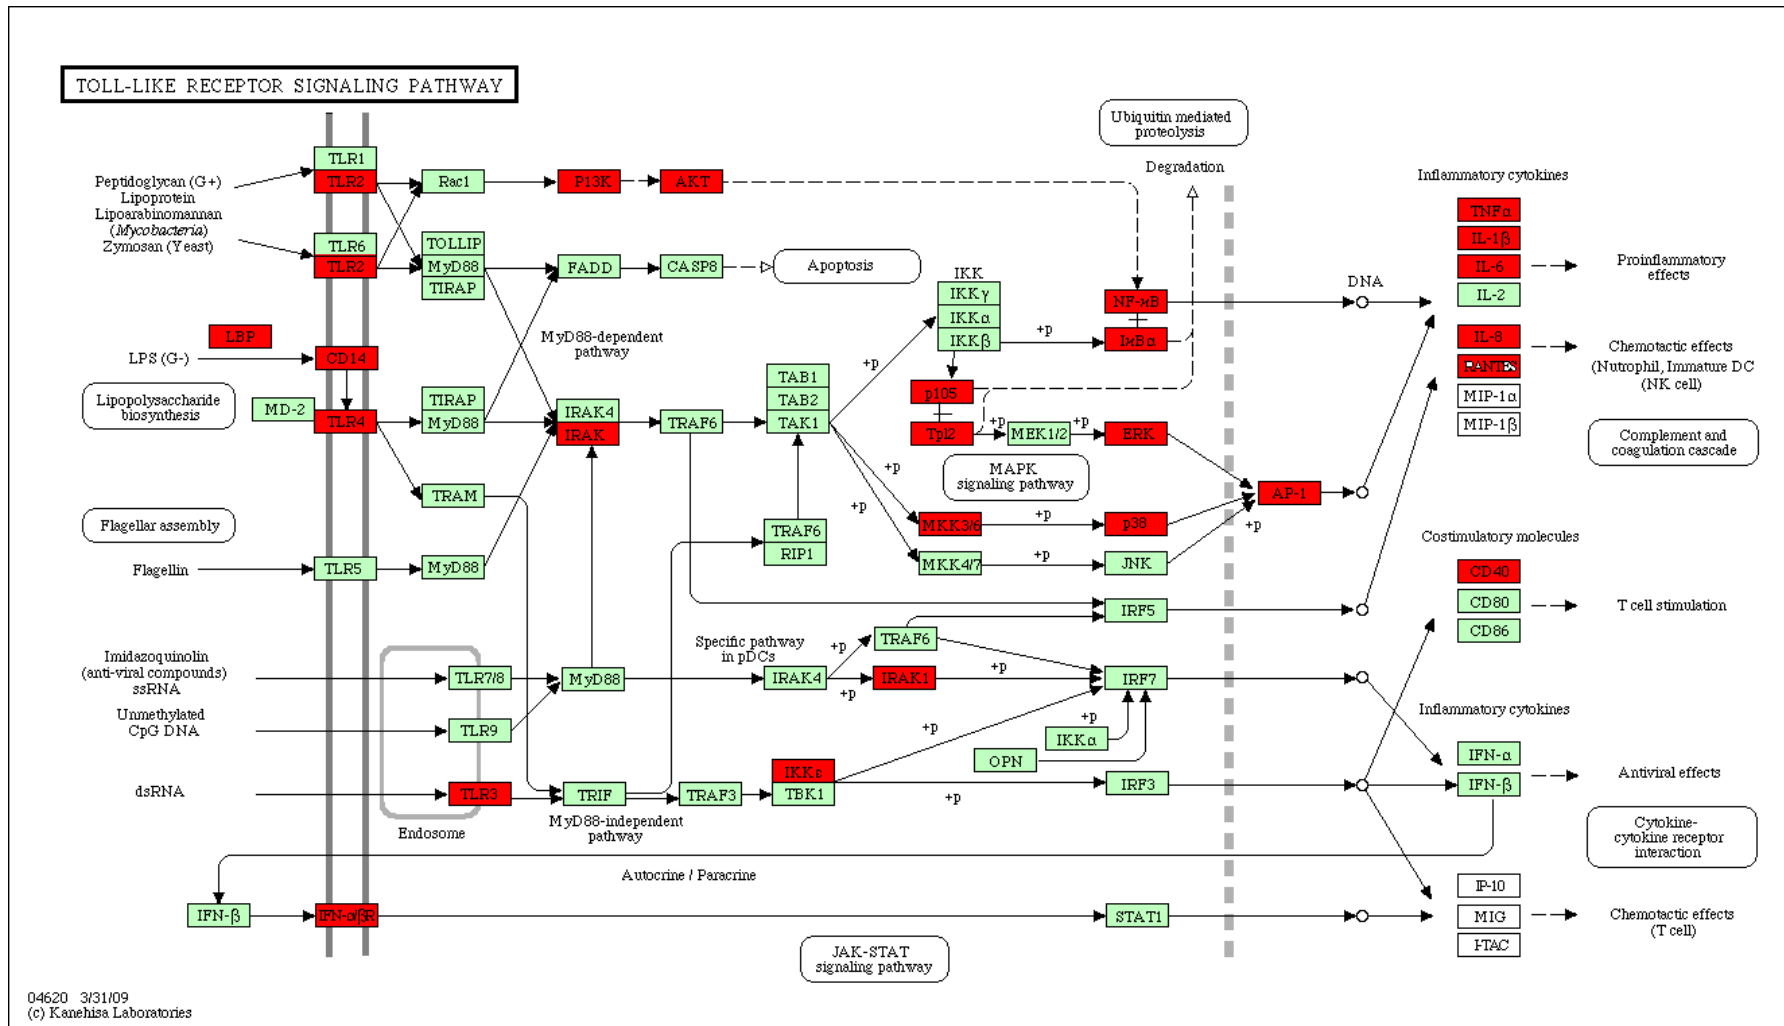 TOLL-LIKE RECEPTOR SIGNALING PATHWAY
Ubiquitin mediated
proteolysis
Degradation
TLR1
TLR2
Rac1
P13K
AKT
Peptidoglycan (G+)
Lipoprotein
Lipoarabinomannan
(Mycobacteria)
Zymosan (Yeast)
TLR6
TLR2
TOLLIP
MyD88
TIRAP
FADD
CASP8
Apoptosis
IKK
IKKγ
IKKα
IKKβ
+p
NF-κB
IκBα
DNA
Inflammatory cytokines
TNFα
IL-1β
IL-6
IL-2
Proinflammatory
effects
IL-8
RANTES
MIP-1α
MIP-1β
Chemotactic effects
(Nutrophil, Immature DC
(NK cell)
Complement and
coagulation cascade
LBP
LPS (G-)
CD14
MyD88-dependent
pathway
Lipopolysaccharide
biosynthesis
MD-2
TLR4
TIRAP
MyD88
IRAK4
IRAK
TRAF6
TAB1
TAB2
TAK1
+p
p105
Tpl2
+p
MEK1/2
+p
ERK
MAPK
signaling pathway
AP-1
TRAM
Flagellar assembly
+p
+p
MKK3/6
+p
p38
+p
TRAF6
RIP1
MKK4/7
+p
JNK
Flagellin
TLR5
MyD88
Costimulatory molecules
CD40
CD80
CD86
T cell stimulation
IRF5
Specific pathway
in pDCs
+p
TRAF6
Imidazoquinolin
(anti-viral compounds)
ssRNA
TLR7/8
MyD88
IRAK4
+p
IRAK1
+p
IRF7
Unmethylated
CpG DNA
TLR9
+p
+p
IKKα
OPN
Inflammatory cytokines
IFN-α
IFN-β
Antiviral effects
dsRNA
TLR3
TRIF
TRAF3
IKKε
TBK1
+p
IRF3
Endosome
MyD88-independent
pathway
Cytokine-
cytokine receptor
interaction
Autocrine / Paracrine
IFN-β
IFN-α/βR
STAT1
IP-10
MIG
I-TAC
Chemotactic effects
(T cell)
JAK-STAT
signaling pathway
04620 3/31/09
(c) Kanehisa Laboratories